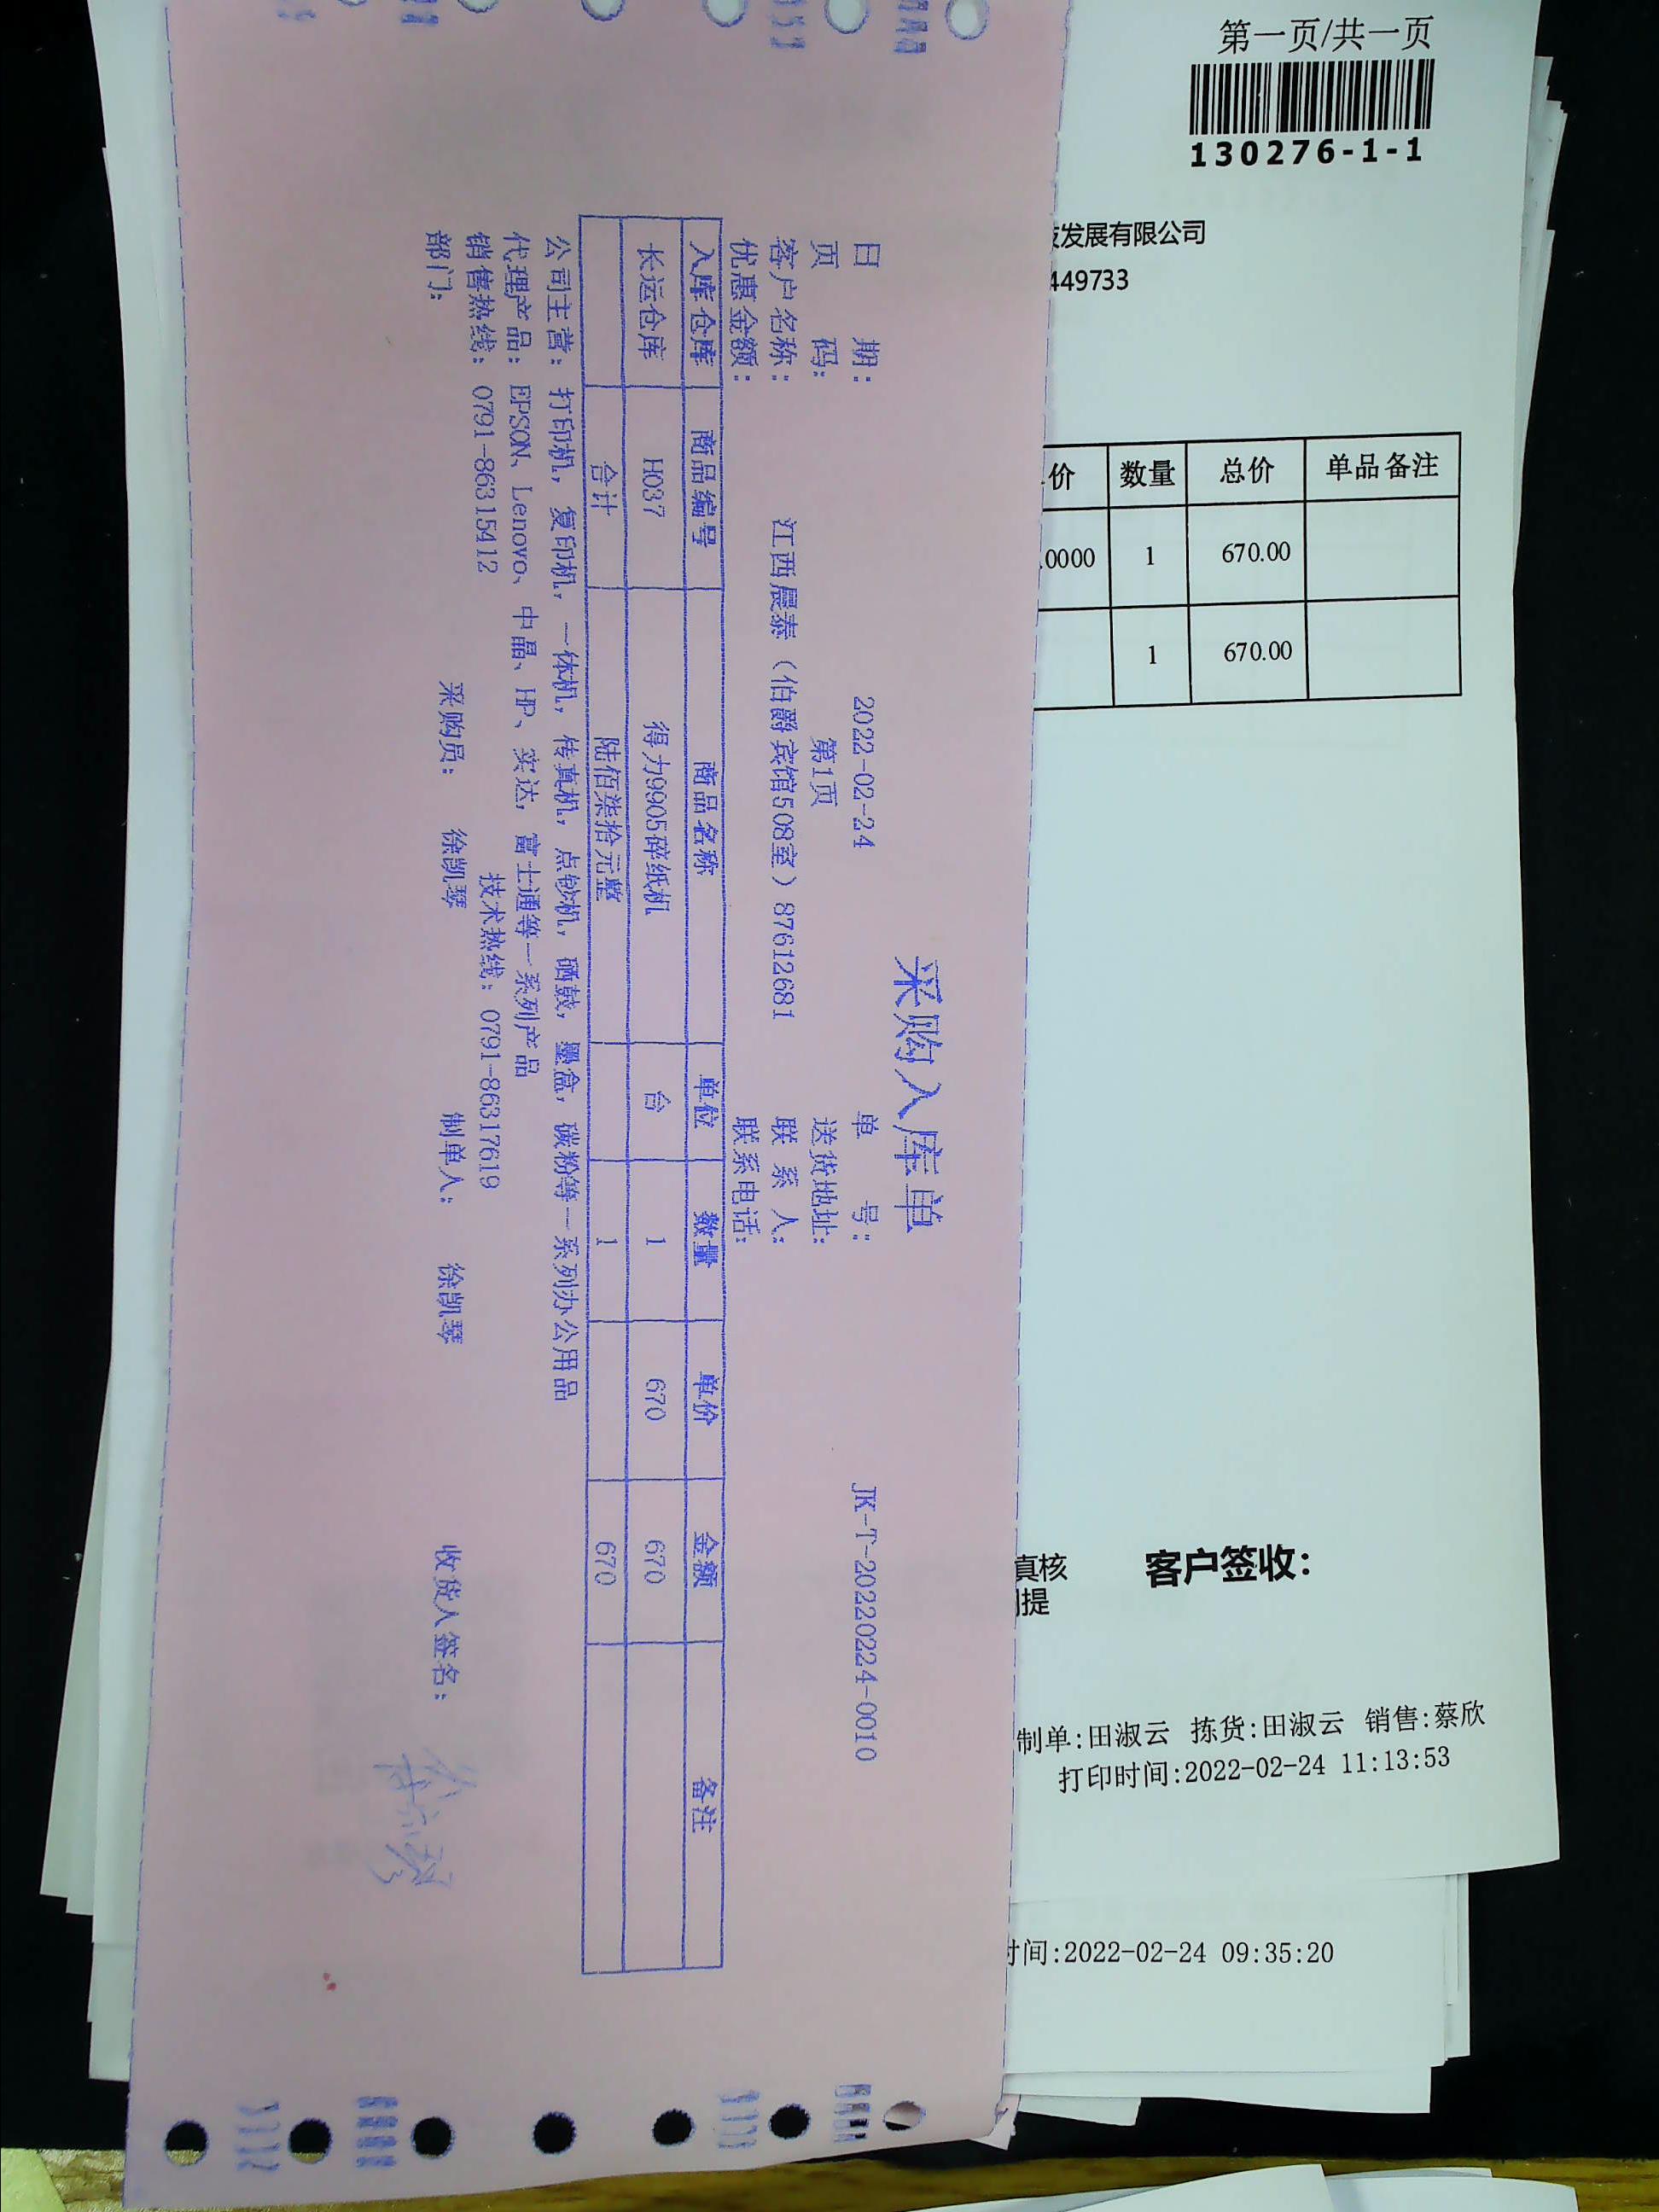 采购入库单
日 期: 2022-02-24 单 号: JK-T-20220224-0010
页 码: 第1页 送货地址:
客户名称: 江西晨泰（伯爵宾馆508室）87612681 联 系 人:
优惠金额: 联系电话:
入库仓库 商品编号 商品名称 单位 数量 单价 金额 备注
长运仓库 H037 得力9905碎纸机 台 1 670 670
合计 陆佰柒拾元整 1 670
公司主营: 打印机, 复印机, 一体机, 传真机, 点钞机, 硒鼓, 墨盒, 碳粉等一系列办公用品
代理产品: EPSON、Lenovo、中晶、HP、实达, 富士通等一系列产品
销售热线: 0791-86315412 技术热线: 0791-86317619
部门: 采购员: 徐凯琴 制单人: 徐凯琴 收货人签名:
第一页/共一页
130276-1-1
发展有限公司
449733
价 数量 总价 单品备注
.0000 1 670.00
1 670.00
真核 客户签收:
提
制单:田淑云 拣货:田淑云 销售:蔡欣
打印时间:2022-02-24 11:13:53
时间:2022-02-24 09:35:20